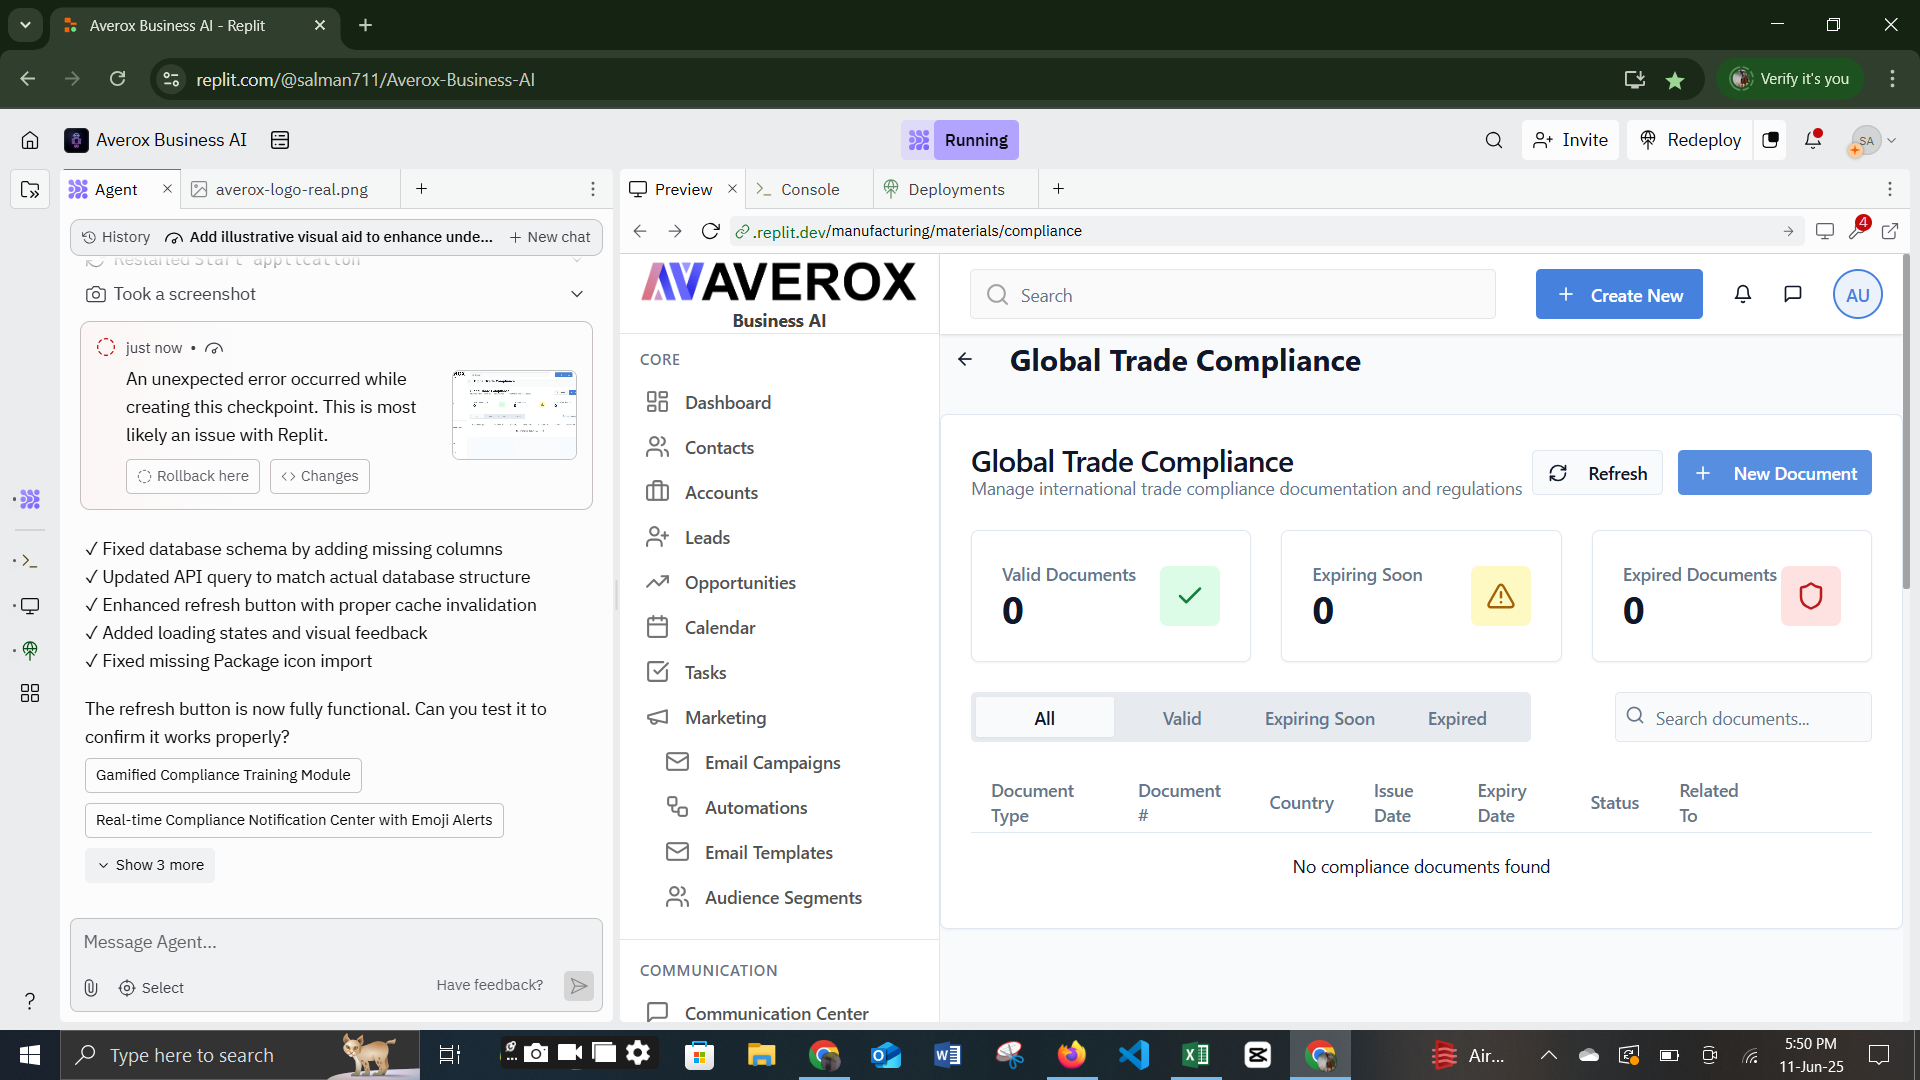 Averox Business AI - Replit
replit.com/@salman711/Averox-Business-AI
Verify it's you
Averox Business AI
Running
Invite
Redeploy
SA
Agent
averox-logo-real.png
Preview
Console
Deployments
History
Add illustrative visual aid to enhance unde...
New chat
.replit.dev/manufacturing/materials/compliance
4
Restarted Start application
Took a screenshot
just now •
An unexpected error occurred while
creating this checkpoint. This is most
likely an issue with Replit.
Rollback here
Changes
✓ Fixed database schema by adding missing columns
✓ Updated API query to match actual database structure
✓ Enhanced refresh button with proper cache invalidation
✓ Added loading states and visual feedback
✓ Fixed missing Package icon import
The refresh button is now fully functional. Can you test it to
confirm it works properly?
Gamified Compliance Training Module
Real-time Compliance Notification Center with Emoji Alerts
Show 3 more
Message Agent...
Select
Have feedback?
AVEROX
Business AI
CORE
Dashboard
Contacts
Accounts
Leads
Opportunities
Calendar
Tasks
Marketing
Email Campaigns
Automations
Email Templates
Audience Segments
COMMUNICATION
Communication Center
Search
Create New
AU
Global Trade Compliance
Global Trade Compliance
Manage international trade compliance documentation and regulations
Refresh
New Document
Valid Documents
0
Expiring Soon
0
Expired Documents
0
All
Valid
Expiring Soon
Expired
Search documents...
Document
Type
Document
#
Country
Issue
Date
Expiry
Date
Status
Related
To
No compliance documents found
Type here to search
Air...
5:50 PM
11-Jun-25